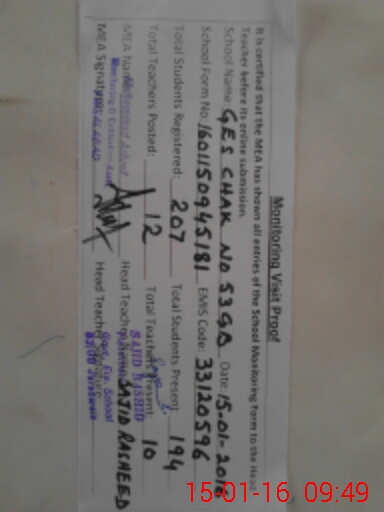 Monitoring Visit Proof
It is certified that the MEA has shown all entries of the School Monitoring Form to the Head
Teacher before its online submission.
School Name: GES CHAK NO 53GB Date: 15-01-2016
School Form No: 1601150945181 EMIS Code: 33120596
Total Students Registered: 207 Total Students Present: 194
Total Teachers Posted: 12 Total Teachers Present: 10
MEA Name: Head Teacher Name: SAJID RASHEED
SAJID RASHID
MEA Signature: Head Teacher Signature:
Govt. Ele. School
15-01-16, 09:49